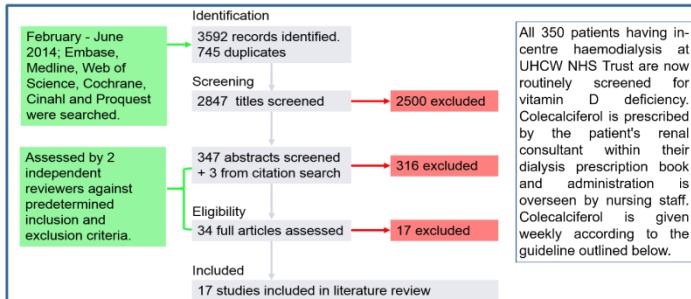 Identification
February - June
2014; Embase,
Medline, Web of
Science, Cochrane,
Cinahl and Proquest
were searched.
3592 records identified.
745 duplicates
Screening
2847 titles screened
2500 excluded
Assessed by 2
independent
reviewers against
predetermined
inclusion and
exclusion criteria.
347 abstracts screened
+ 3 from citation search
316 excluded
Eligibility
34 full articles assessed
17 excluded
Included
17 studies included in literature review
All 350 patients having in-
centre haemodialysis at
UHCW NHS Trust are now
routinely screened for
vitamin D deficiency.
Colecalciferol is prescribed
by the patient's renal
consultant within their
dialysis prescription book
and administration is
overseen by nursing staff.
Colecalciferol is given
weekly according to the
guideline outlined below.